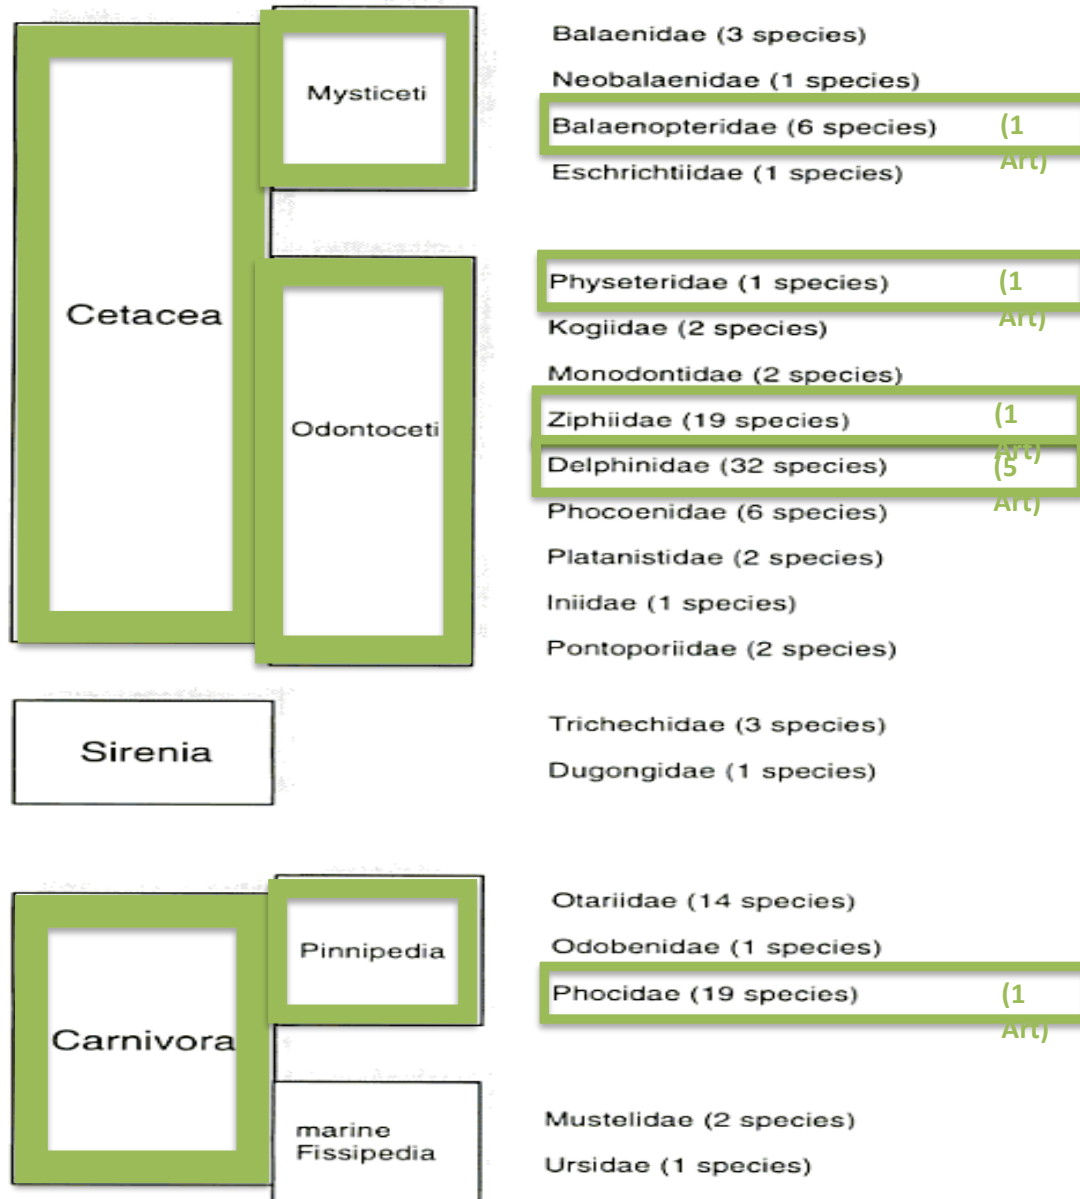 Balaenidae (3 species)
Mysticeti
Neobalaenidae (1 species)
Balaenopteridae (6 species) (1 Art)
Eschrichtiidae (1 species)
Cetacea
Physeteridae (1 species) (1 Art)
Kogiidae (2 species)
Monodontidae (2 species)
Odontoceti
Ziphiidae (19 species) (1 Art)
Delphinidae (32 species) (5 Art)
Phocoenidae (6 species)
Platanistidae (2 species)
Iniidae (1 species)
Pontoporiidae (2 species)
Sirenia
Trichechidae (3 species)
Dugongidae (1 species)
Otariidae (14 species)
Pinnipedia
Odobenidae (1 species)
Phocidae (19 species) (1 Art)
Carnivora
marine
Fissipedia
Mustelidae (2 species)
Ursidae (1 species)